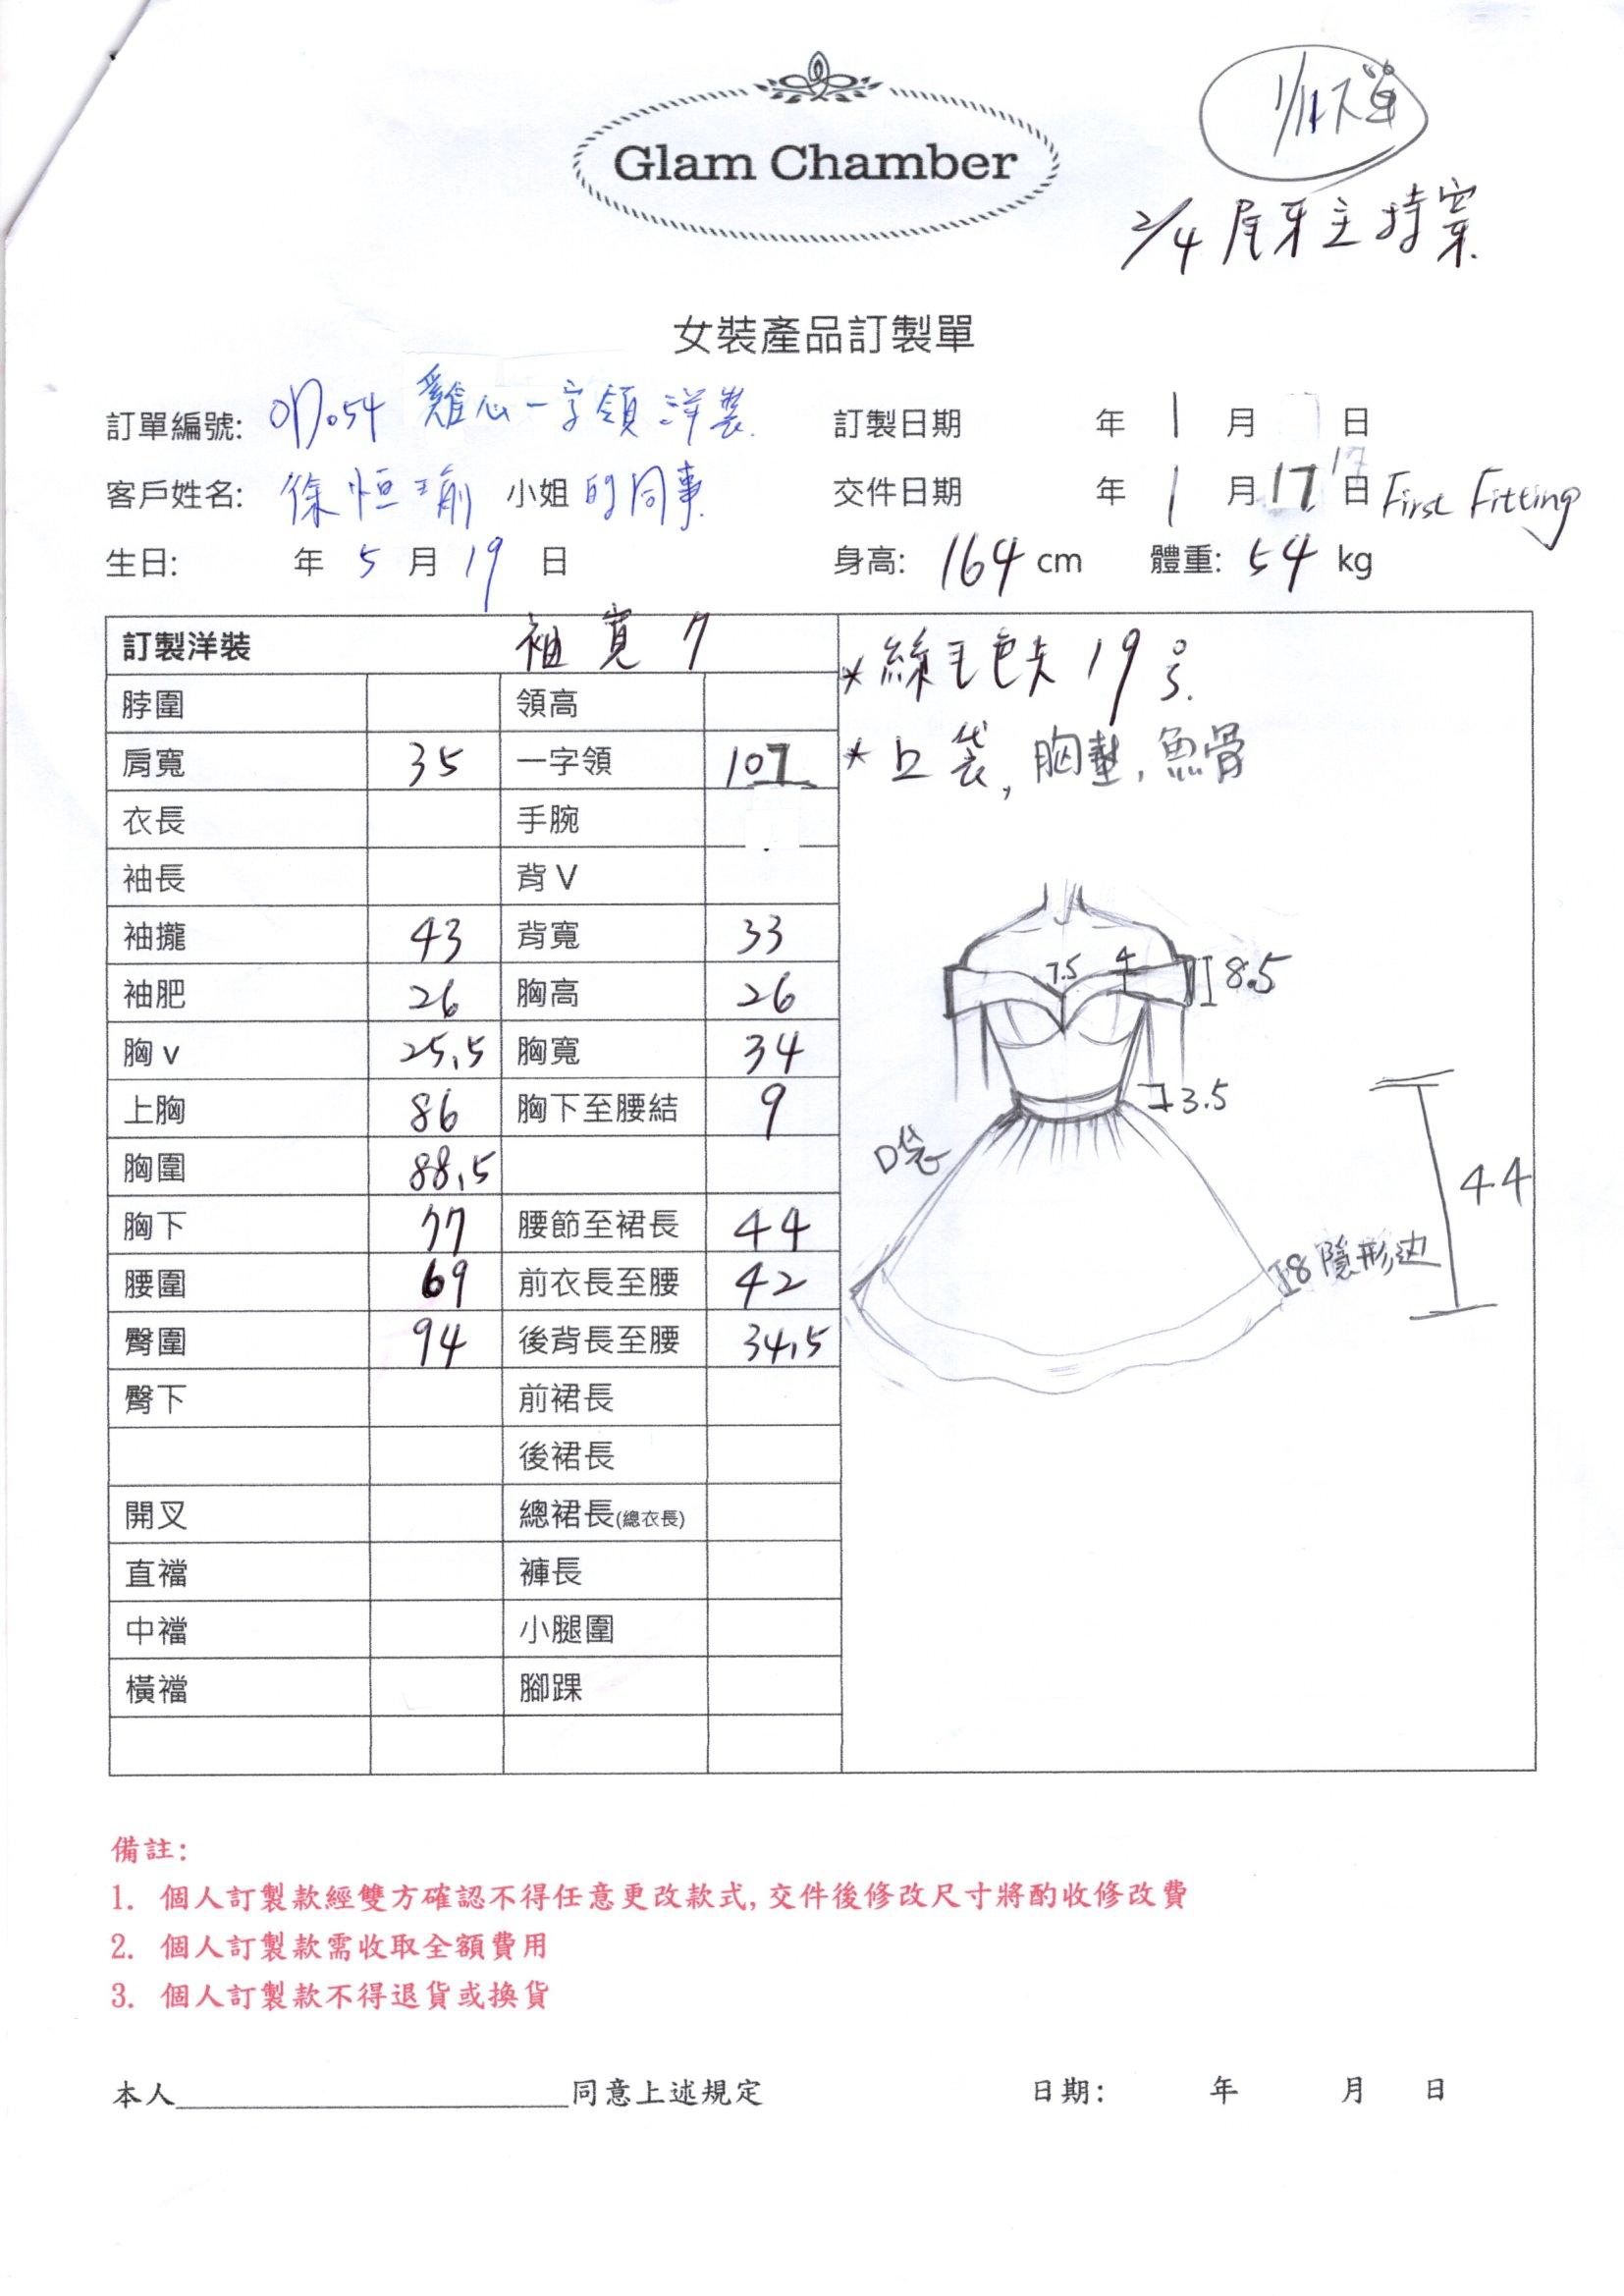 Glam Chamber
1/11下單
2/4 尾牙主持案
女裝產品訂製單
訂單編號: 雞心一字領洋裝 訂製日期 年 1 月 日
客戶姓名: 徐恒瑜 小姐 的同事 交件日期 年 1 月 17 日 First Fitting
生日: 年 5 月 19 日 身高: 164 cm 體重: 54 kg
訂製洋裝 袖寬 7
脖圍 領高
肩寬 35 一字領 107
衣長 手腕
袖長 背 V
袖攏 43 背寬 33
袖肥 26 胸高 26
胸 v 25.5 胸寬 34
上胸 86 胸下至腰結 9
胸圍 88.5
胸下 77 腰節至裙長 44
腰圍 69 前衣長至腰 42
臀圍 94 後背長至腰 34.5
臀下 前裙長
後裙長
開叉 總裙長(總衣長)
直襠 褲長
中襠 小腿圍
橫襠 腳踝
* 絲毛色卡 19
* 口袋, 胸墊, 魚骨
7.5 4 8.5
3.5
口袋
44
8 隱形边
備註:
1. 個人訂製款經雙方確認不得任意更改款式, 交件後修改尺寸將酌收修改費
2. 個人訂製款需收取全額費用
3. 個人訂製款不得退貨或換貨
本人____________________同意上述規定 日期: 年 月 日